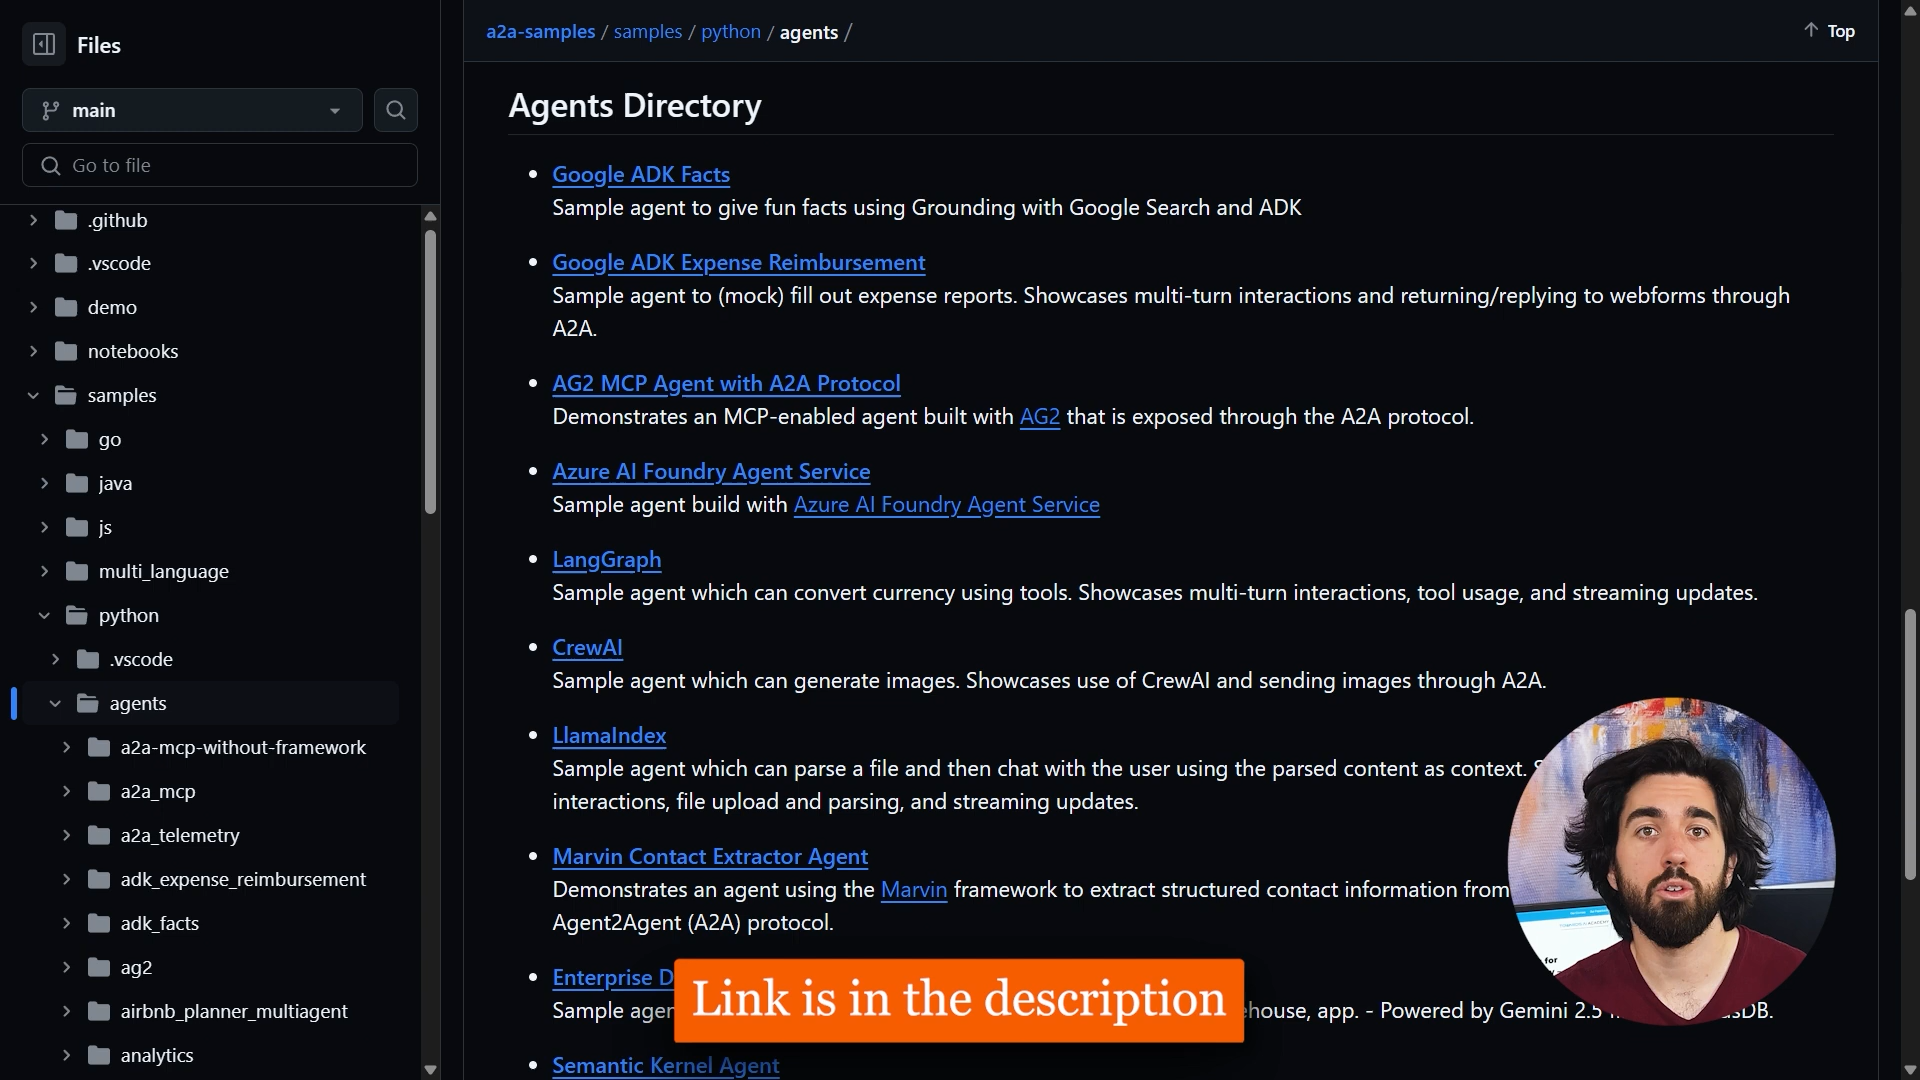 Files
main
Go to file
.github
.vscode
demo
notebooks
samples
go
java
js
multi_language
python
.vscode
agents
a2a-mcp-without-framework
a2a_mcp
a2a_telemetry
adk_expense_reimbursement
adk_facts
ag2
airbnb_planner_multiagent
analytics
a2a-samples / samples / python / agents /
Top
Agents Directory
Google ADK Facts
Sample agent to give fun facts using Grounding with Google Search and ADK
Google ADK Expense Reimbursement
Sample agent to (mock) fill out expense reports. Showcases multi-turn interactions and returning/replying to webforms through
A2A.
AG2 MCP Agent with A2A Protocol
Demonstrates an MCP-enabled agent built with AG2 that is exposed through the A2A protocol.
Azure AI Foundry Agent Service
Sample agent build with Azure AI Foundry Agent Service
LangGraph
Sample agent which can convert currency using tools. Showcases multi-turn interactions, tool usage, and streaming updates.
CrewAI
Sample agent which can generate images. Showcases use of CrewAI and sending images through A2A.
LlamaIndex
Sample agent which can parse a file and then chat with the user using the parsed content as context.
interactions, file upload and parsing, and streaming updates.
Marvin Contact Extractor Agent
Demonstrates an agent using the Marvin framework to extract structured contact information from
Agent2Agent (A2A) protocol.
Enterprise
Sample app. - Powered by Gemini 2.5
Link is in the description
Semantic Kernel Agent